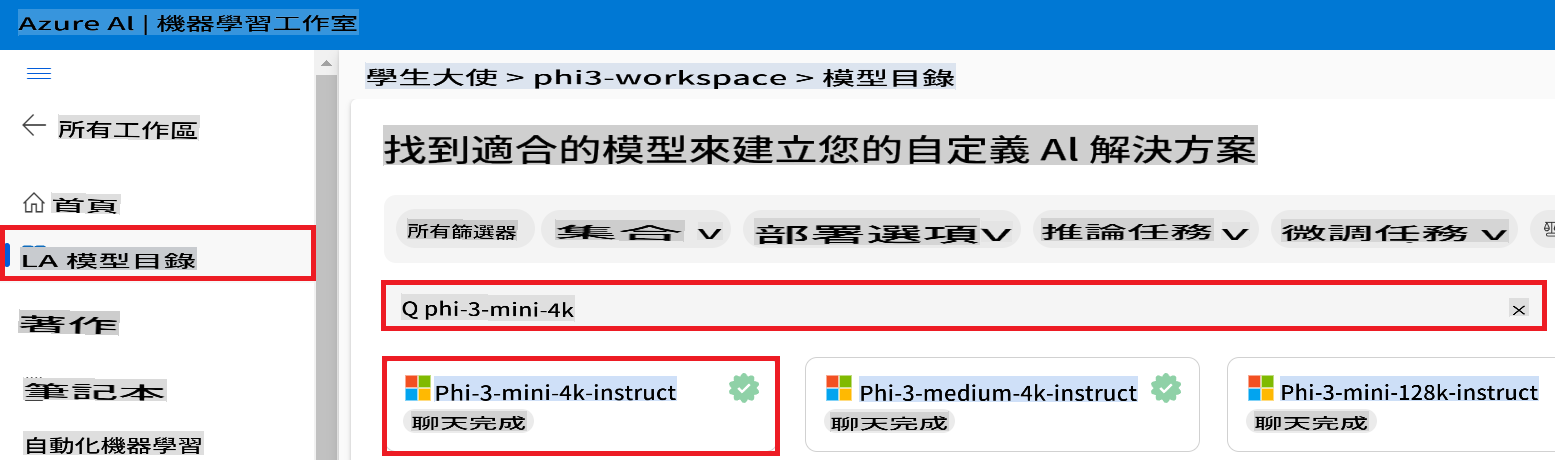 Azure Al | 機器學習工作室
學生大使 > phi3-workspace > 模型目錄
所有工作區
首頁
LA 模型目錄
著作
筆記本
自動化機器學習
找到適合的模型來建立您的自定義 Al 解決方案
所有篩選器 集合 V 部署選項V 推論任務 V 微調任務 V
Q phi-3-mini-4k ×
Phi-3-mini-4k-instruct
聊天完成
Phi-3-medium-4k-instruct
聊天完成
Phi-3-mini-128k-instruct
聊天完成